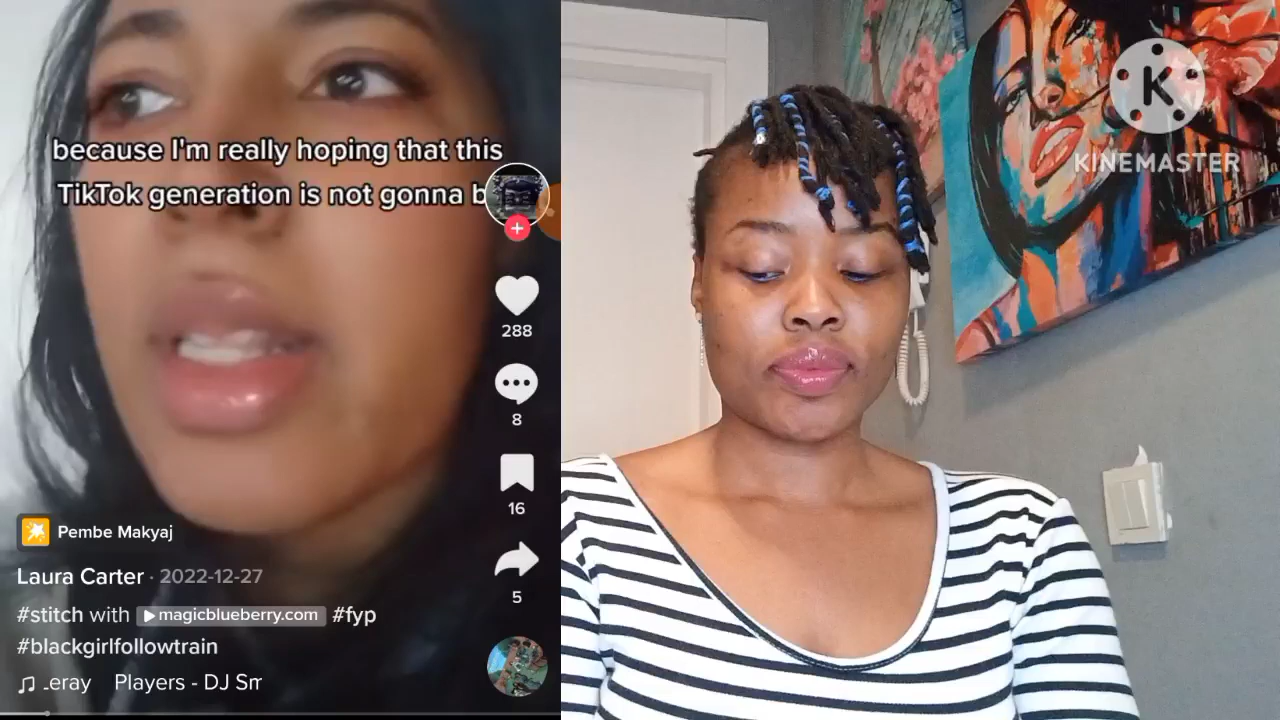 because I'm really hoping that this
TikTok generation is not gonna b
288
8
16
5
Pembe Makyaj
Laura Carter · 2022-12-27
#stitch with magicblueberry.com #fyp
#blackgirlfollowtrain
Players - DJ Sm
K
KINEMASTER